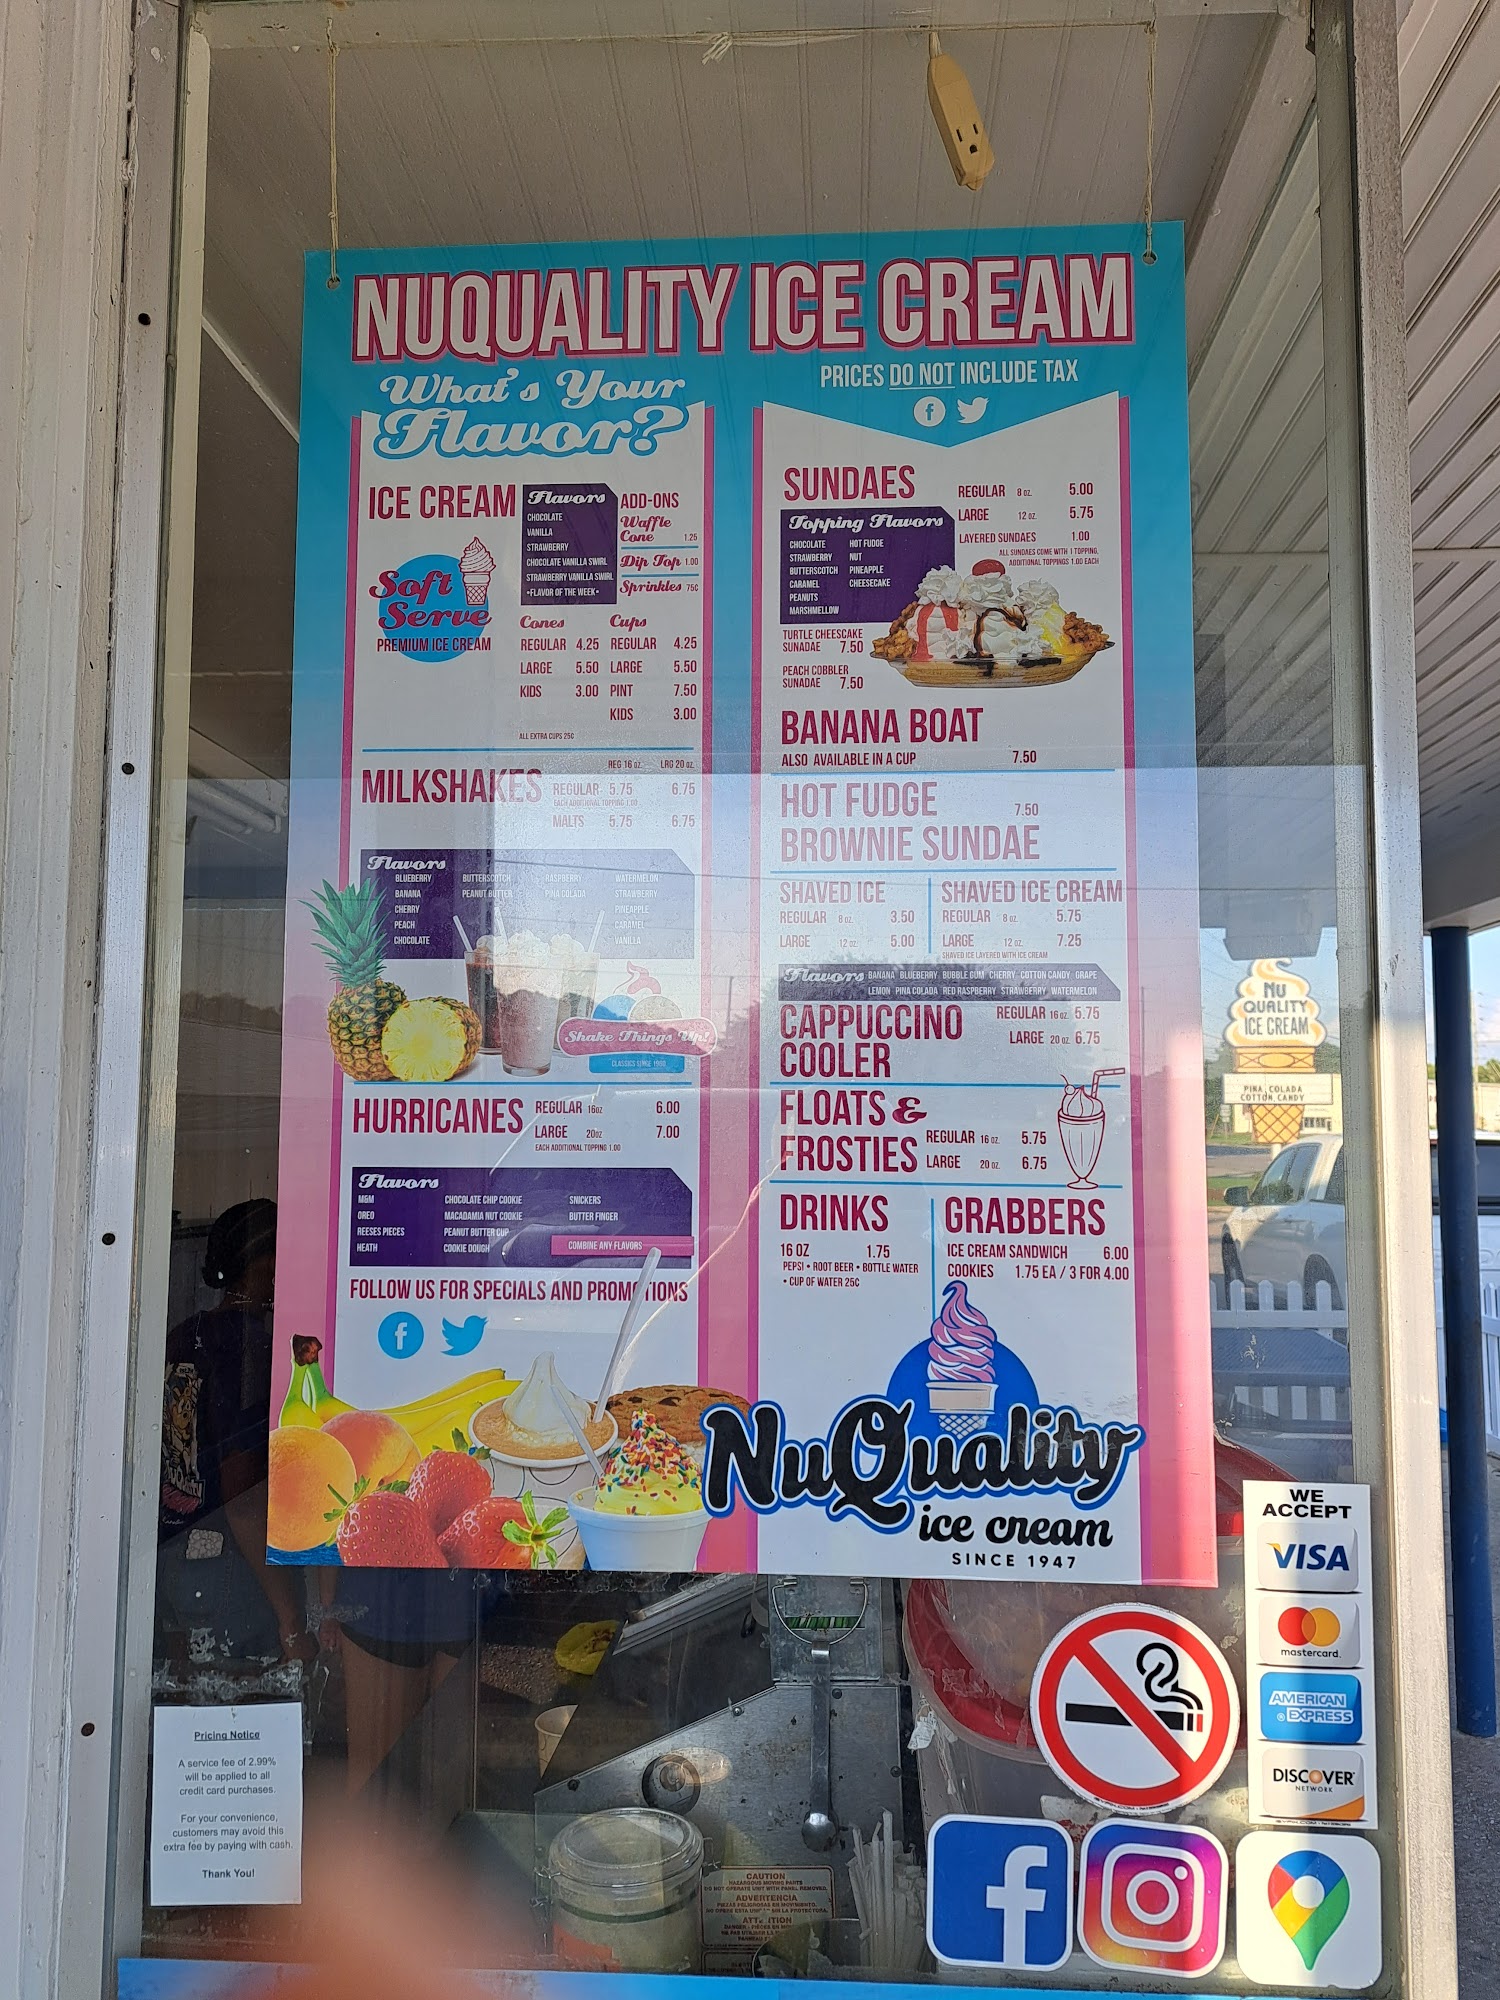 NUQUALITY ICE CREAM
What's Your
Flavor?
PRICES DO NOT INCLUDE TAX
ICE CREAM
Soft
Serve
PREMIUM ICE CREAM
Flavors
CHOCOLATE
VANILLA
STRAWBERRY
CHOCOLATE VANILLA SWIRL
STRAWBERRY VANILLA SWIRL
•FLAVOR OF THE WEEK•
ADD-ONS
Waffle
Cone 1.25
Dip Top 1.00
Sprinkles 75C
Cones
REGULAR 4.25
LARGE 5.50
KIDS 3.00
Cups
REGULAR 4.25
LARGE 5.50
PINT 7.50
KIDS 3.00
ALL EXTRA CUPS 25C
MILKSHAKES
REG 16 OZ. LRG 20 OZ.
REGULAR 5.75 6.75
EACH ADDITIONAL TOPPING 1.00
MALTS 5.75 6.75
Flavors
BLUEBERRY
BANANA
CHERRY
PEACH
CHOCOLATE
BUTTERSCOTCH
PEANUT BUTTER
RASPBERRY
PINA COLADA
WATERMELON
STRAWBERRY
PINEAPPLE
CARAMEL
VANILLA
Shake Things Up!
HURRICANES
REGULAR 16OZ 6.00
LARGE 20OZ 7.00
EACH ADDITIONAL TOPPING 1.00
Flavors
M&M
OREO
REESES PIECES
HEATH
CHOCOLATE CHIP COOKIE
MACADAMIA NUT COOKIE
PEANUT BUTTER CUP
COOKIE DOUGH
SNICKERS
BUTTER FINGER
COMBINE ANY FLAVORS
FOLLOW US FOR SPECIALS AND PROMOTIONS
SUNDAES
REGULAR 8 OZ. 5.00
LARGE 12 OZ. 5.75
LAYERED SUNDAES 1.00
ALL SUNDAES COME WITH 1 TOPPING,
ADDITIONAL TOPPINGS 1.00 EACH
Topping Flavors
CHOCOLATE
STRAWBERRY
BUTTERSCOTCH
CARAMEL
PEANUTS
MARSHMELLOW
HOT FUDGE
NUT
PINEAPPLE
CHEESECAKE
TURTLE CHEESCAKE
SUNADAE 7.50
PEACH COBBLER
SUNADAE 7.50
BANANA BOAT
ALSO AVAILABLE IN A CUP 7.50
HOT FUDGE 7.50
BROWNIE SUNDAE
SHAVED ICE
REGULAR 8 OZ. 3.50
LARGE 12 OZ. 5.00
SHAVED ICE CREAM
REGULAR 8 OZ. 5.75
LARGE 12 OZ. 7.25
SHAVED ICE LAYERED WITH ICE CREAM
Flavors BANANA BLUEBERRY BUBBLE GUM CHERRY COTTON CANDY GRAPE
LEMON PINA COLADA RED RASPBERRY STRAWBERRY WATERMELON
CAPPUCCINO
COOLER
REGULAR 16 OZ. 5.75
LARGE 20 OZ. 6.75
FLOATS &
FROSTIES
REGULAR 16 OZ. 5.75
LARGE 20 OZ. 6.75
DRINKS
16 OZ 1.75
PEPSI • ROOT BEER • BOTTLE WATER
• CUP OF WATER 25C
GRABBERS
ICE CREAM SANDWICH 6.00
COOKIES 1.75 EA / 3 FOR 4.00
NuQuality
ice cream
SINCE 1947
NU
QUALITY
ICE CREAM
PINA COLADA
COTTON CANDY
WE
ACCEPT
VISA
mastercard.
AMERICAN
EXPRESS
DISCOVER
NETWORK
Pricing Notice
A service fee of 2.99%
will be applied to all
credit card purchases.
For your convenience,
customers may avoid this
extra fee by paying with cash.
Thank You!
CAUTION
HAZARDOUS MOVING PARTS
DO NOT OPERATE UNIT WITH PANEL REMOVED.
ADVERTENCIA